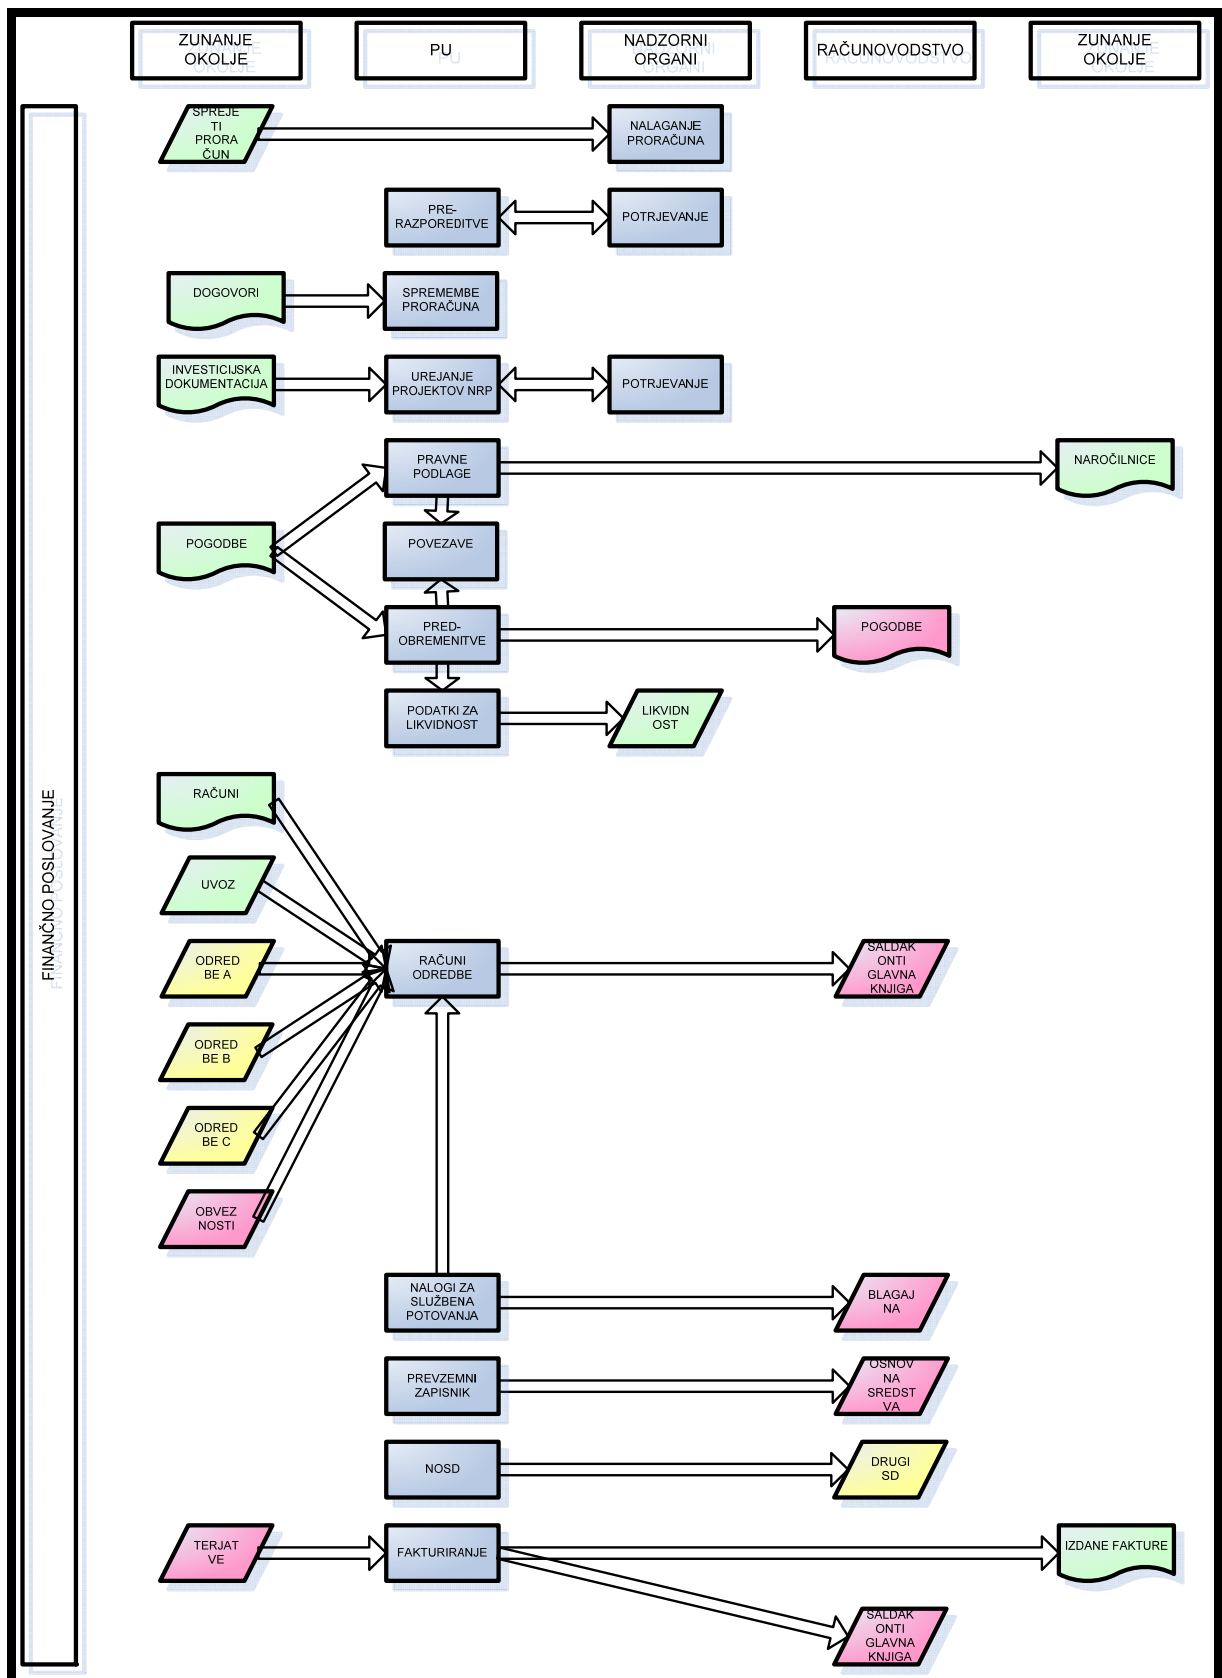 ZUNANJE
OKOLJE
PU
NADZORNI
ORGANI
RAČUNOVODSTVO
ZUNANJE
OKOLJE
FINANČNO POSLOVANJE
SPREJE
TI
PRORA
ČUN
NALAGANJE
PRORAČUNA
PRE-
RAZPOREDITVE
POTRJEVANJE
DOGOVORI
SPREMEMBE
PRORAČUNA
INVESTICIJSKA
DOKUMENTACIJA
UREJANJE
PROJEKTOV NRP
POTRJEVANJE
PRAVNE
PODLAGE
NAROČILNICE
POGODBE
POVEZAVE
PRED-
OBREMENITVE
POGODBE
PODATKI ZA
LIKVIDNOST
LIKVIDN
OST
RAČUNI
UVOZ
ODRED
BE A
RAČUNI
ODREDBE
SALDAK
ONTI
GLAVNA
KNJIGA
ODRED
BE B
ODRED
BE C
OBVEZ
NOSTI
NALOGI ZA
SLUŽBENA
POTOVANJA
BLAGAJ
NA
PREVZEMNI
ZAPISNIK
OSNOV
NA
SREDST
VA
NOSD
DRUGI
SD
TERJAT
VE
FAKTURIRANJE
IZDANE FAKTURE
SALDAK
ONTI
GLAVNA
KNJIGA